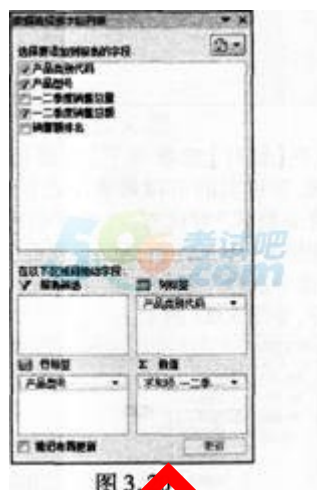 数据透视表字段列表
选择要添加到报表的字段
产品类别代码
产品型号
一二季度销售总量
一二季度销售总额
销售额排名
考试吧
com
在以下区域间拖动字段
报表筛选
列标签
产品类别代码
行标签
Σ 数值
产品型号
求和项:一二季...
推迟布局更新
更新
图 3.